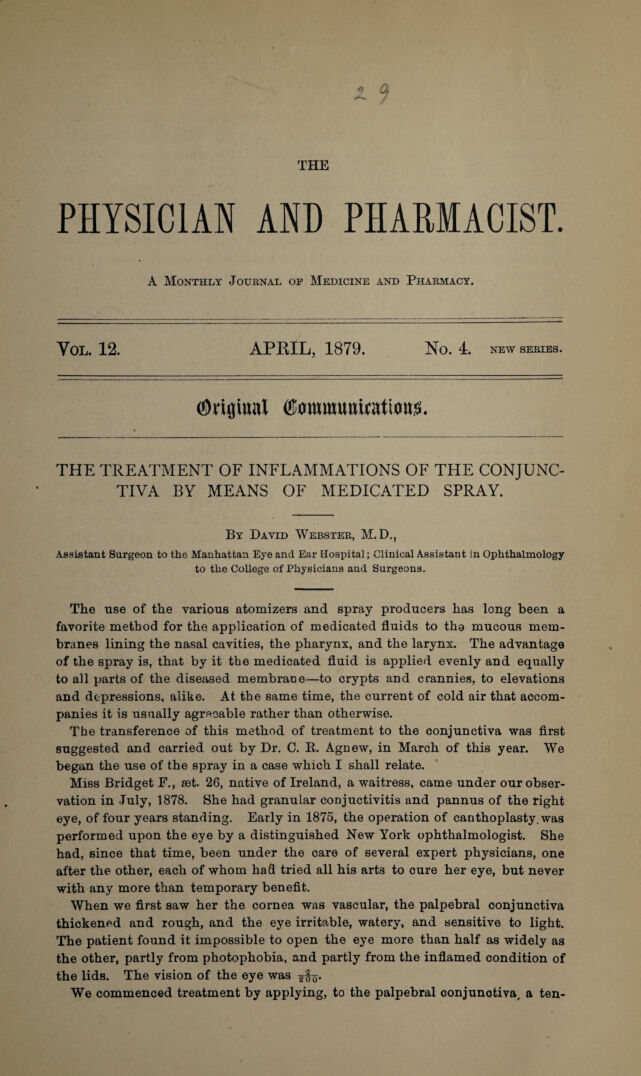 29
THE
PHYSICIAN AND PHARMACIST.
A Monthly Journal of Medicine and Pharmacy.
Vol. 12. APRIL, 1879. No. 4. NEW SERIES.
Original Communications.
THE TREATMENT OF INFLAMMATIONS OF THE CONJUNC-
TIVA BY MEANS OF MEDICATED SPRAY.
By David Webster, M.D.,
Assistant Surgeon to the Manhattan Eye and Ear Hospital; Clinical Assistant in Ophthalmology
to the College of Physicians and Surgeons.
The use of the various atomizers and spray producers has long been a
favorite method for the application of medicated fluids to the mucous mem-
branes lining the nasal cavities, the pharynx, and the larynx. The advantage
of the spray is, that by it the medicated fluid is applied evenly and equally
to all parts of the diseased membrane—to crypts and crannies, to elevations
and depressions, alike. At the same time, the current of cold air that accom-
panies it is usually agreeable rather than otherwise.
The transference of this method of treatment to the conjunctiva was first
suggested and carried out by Dr. C. R. Agnew, in March of this year. We
began the use of the spray in a case which I shall relate.
Miss Bridget F., æt. 26, native of Ireland, a waitress, came under our obser-
vation in July, 1878. She had granular conjuctivitis and pannus of the right
eye, of four years standing. Early in 1875, the operation of canthoplasty was
performed upon the eye by a distinguished New York ophthalmologist. She
had, since that time, been under the care of several expert physicians, one
after the other, each of whom had tried all his arts to cure her eye, but never
with any more than temporary benefit.
When we first saw her the cornea was vascular, the palpebral conjunctiva
thickened and rough, and the eye irritable, watery, and sensitive to light.
The patient found it impossible to open the eye more than half as widely as
the other, partly from photophobia, and partly from the inflamed condition of
the lids. The vision of the eye was
We commenced treatment by applying, to the palpebral conjunctiva, a ten-